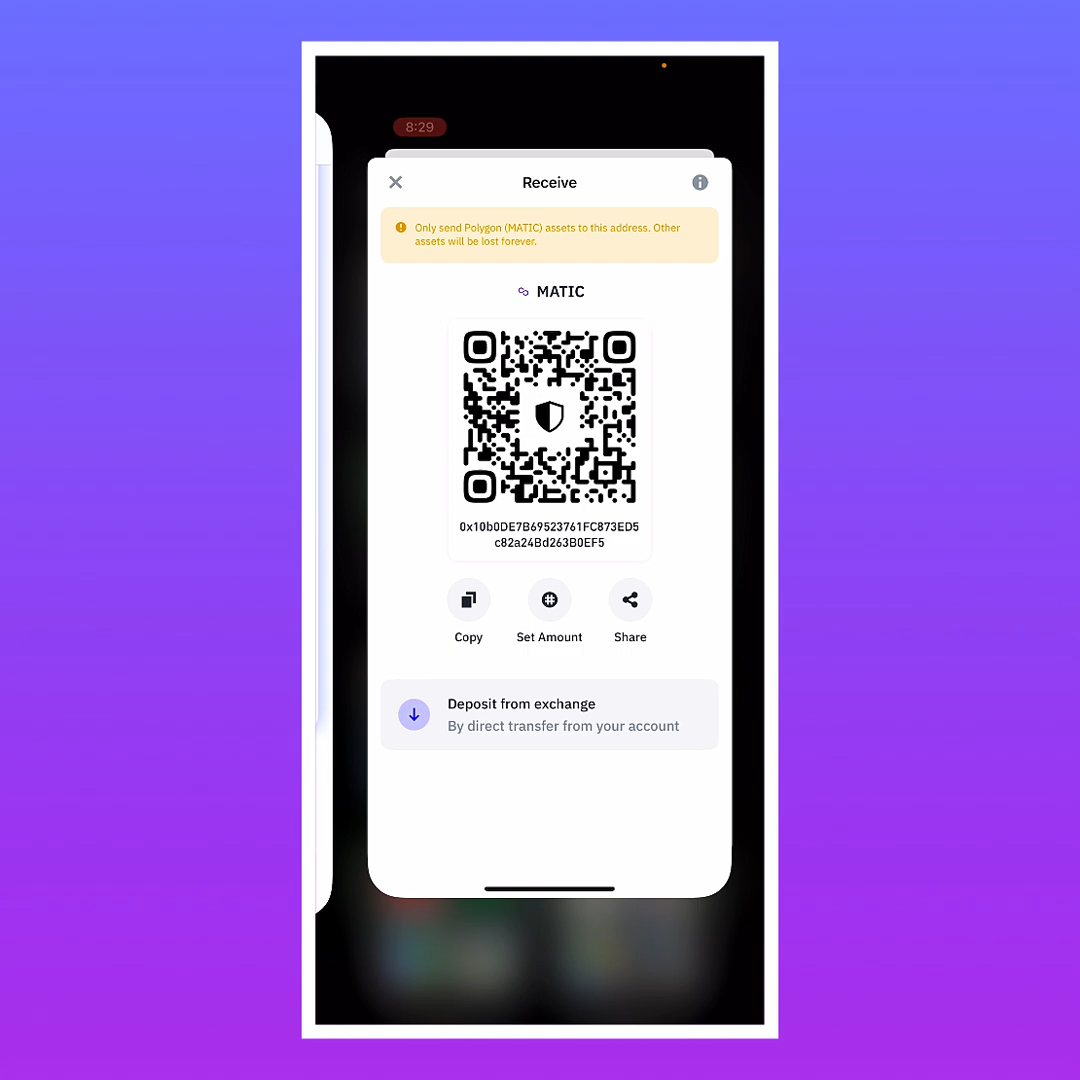 8:29
Receive
Only send Polygon (MATIC) assets to this address. Other
assets will be lost forever.
MATIC
0x10b0DE7B69523761FC873ED5
c82a24Bd263B0EF5
Copy
Set Amount
Share
Deposit from exchange
By direct transfer from your account